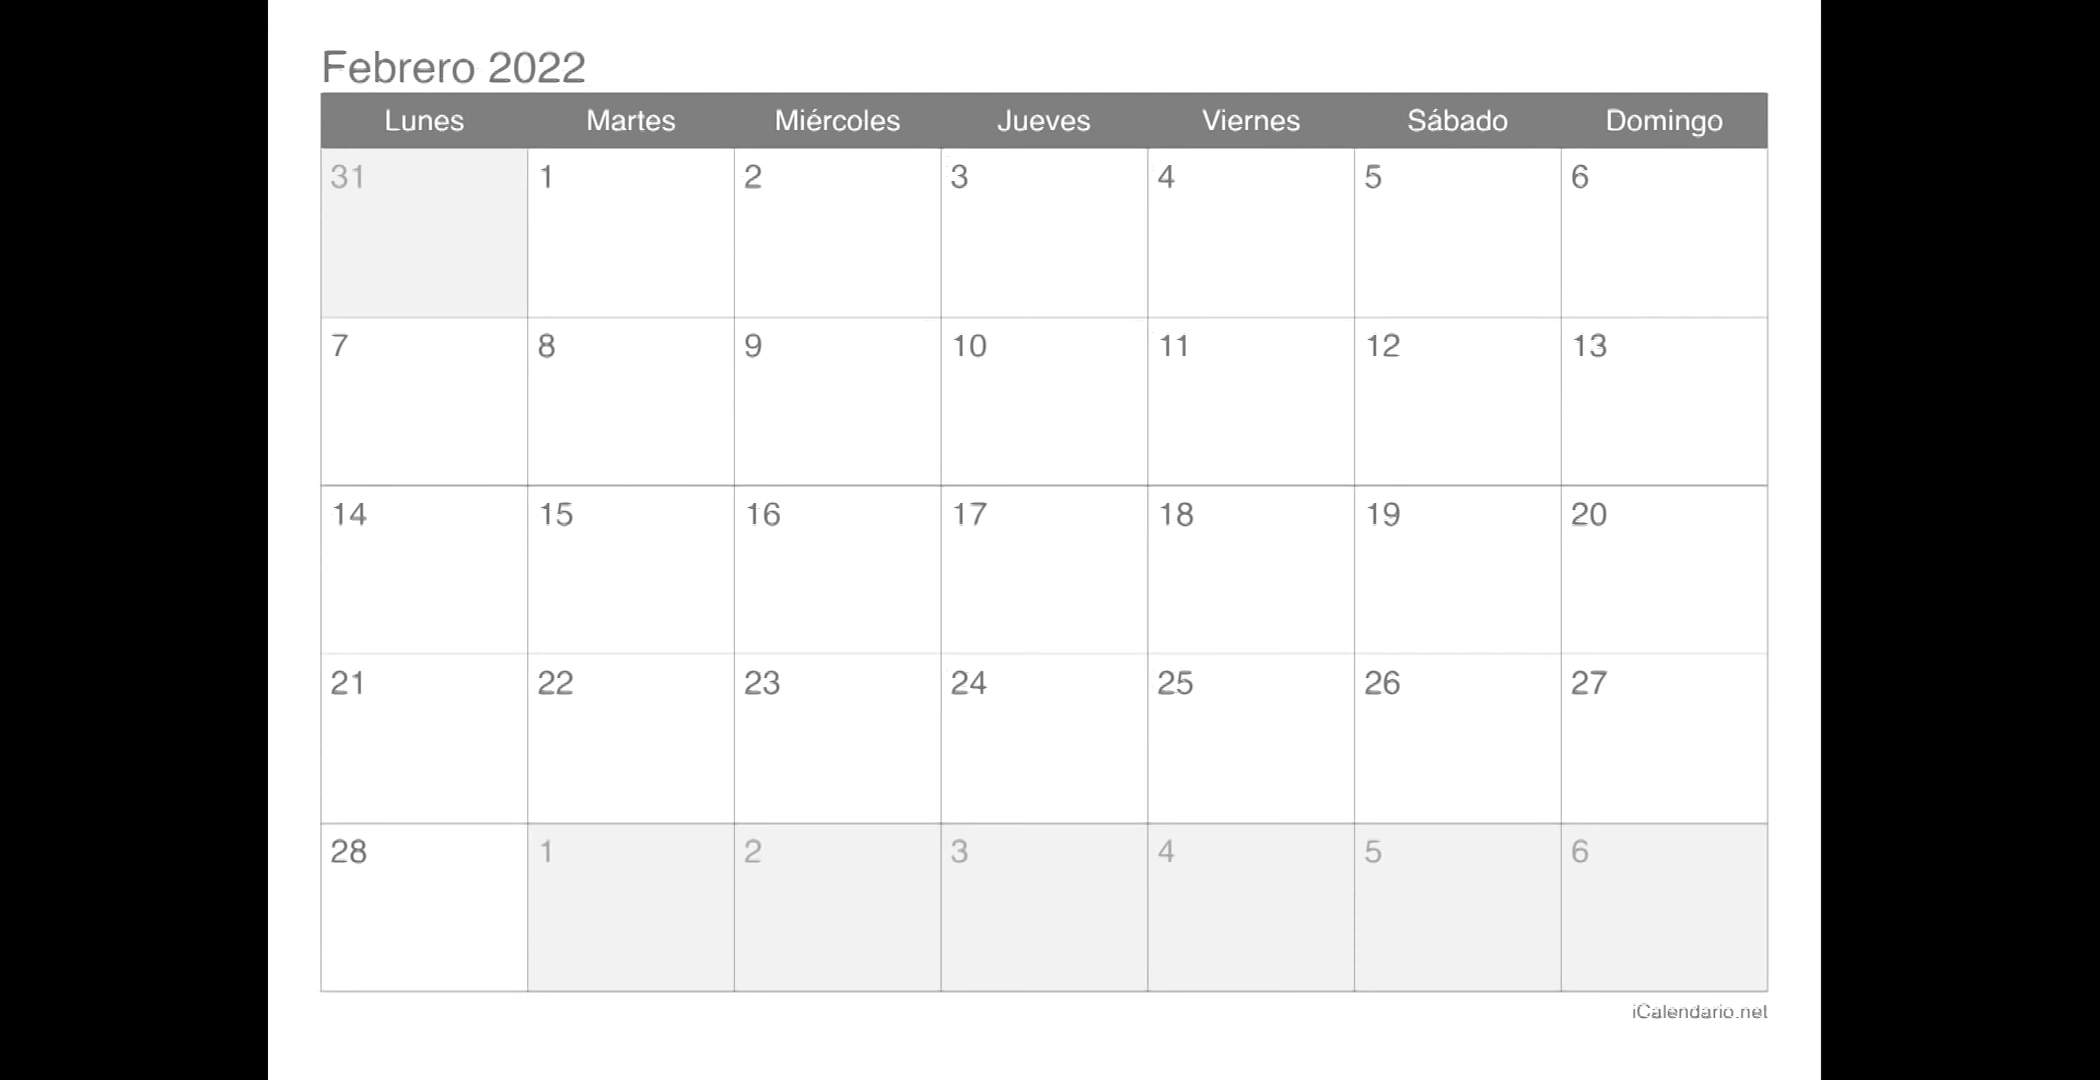 Febrero 2022
Lunes Martes Miércoles Jueves Viernes Sábado Domingo
31 1 2 3 4 5 6
7 8 9 10 11 12 13
14 15 16 17 18 19 20
21 22 23 24 25 26 27
28 1 2 3 4 5 6
iCalendario.net